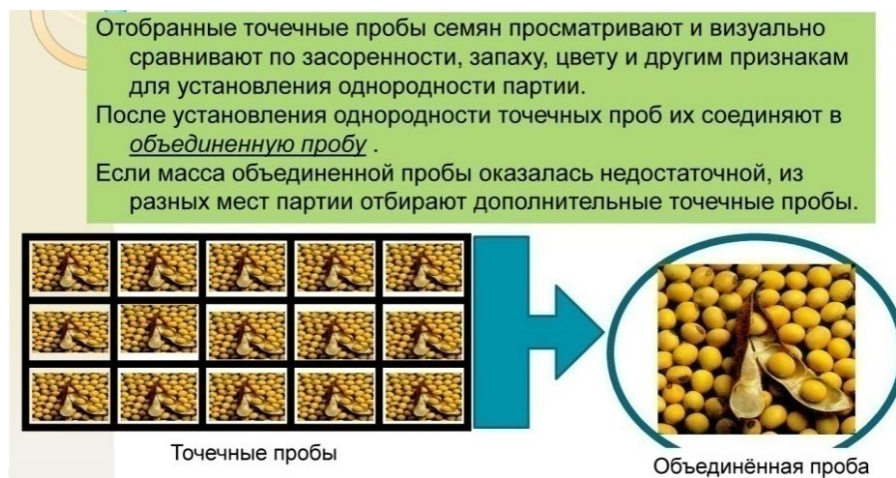 Отобранные точечные пробы семян просматривают и визуально
сравнивают по засоренности, запаху, цвету и другим признакам
для установления однородности партии.
После установления однородности точечных проб их соединяют в
объединенную пробу .
Если масса объединенной пробы оказалась недостаточной, из
разных мест партии отбирают дополнительные точечные пробы.
Точечные пробы
Объединённая проба